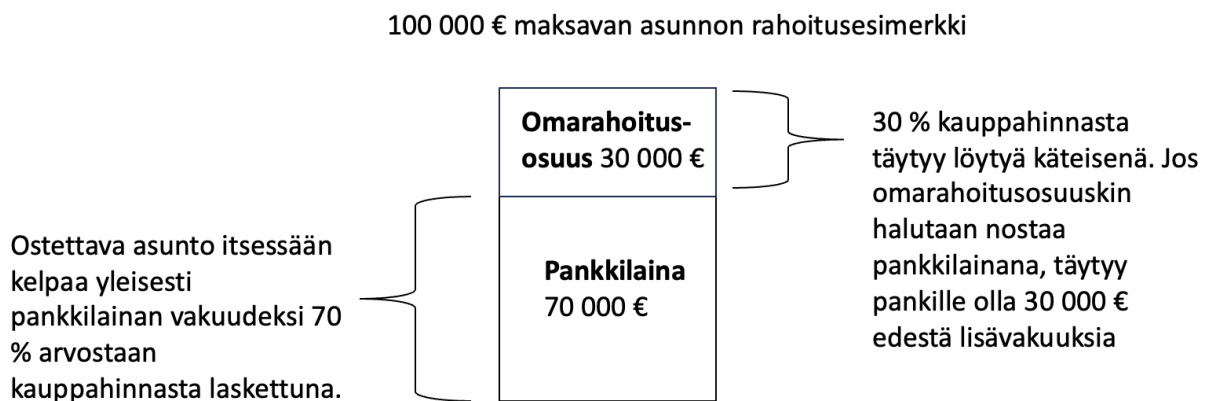 100 000 € maksavan asunnon rahoitusesimerkki
Omarahoitus-
osuus 30 000 €
30 % kauppahinnasta
täytyy löytyä käteisenä. Jos
omarahoitusosuuskin
halutaan nostaa
pankkilainana, täytyy
pankille olla 30 000 €
edestä lisävakuuksia
Ostettava asunto itsessään
kelpaa yleisesti
pankkilainan vakuudeksi 70
% arvostaan
kauppahinnasta laskettuna.
Pankkilaina
70 000 €